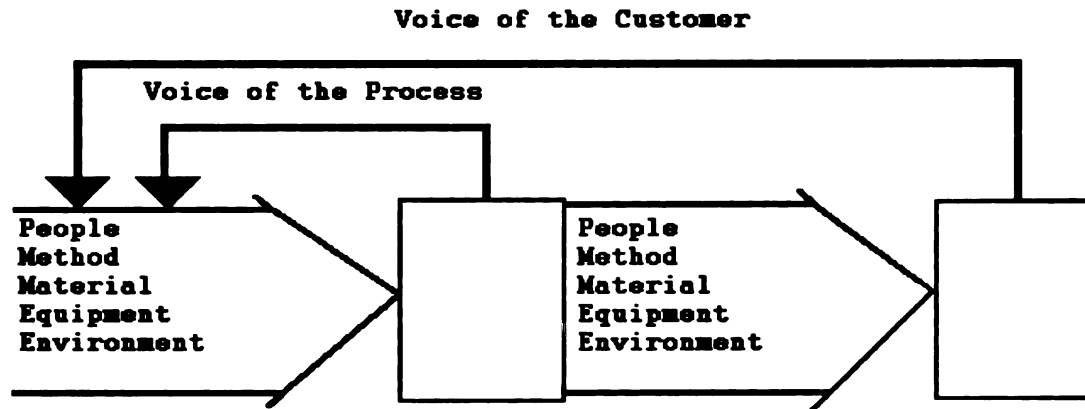 Voice of the Customer
Voice of the Process
People
Method
Material
Equipment
Environment
People
Method
Material
Equipment
Environment